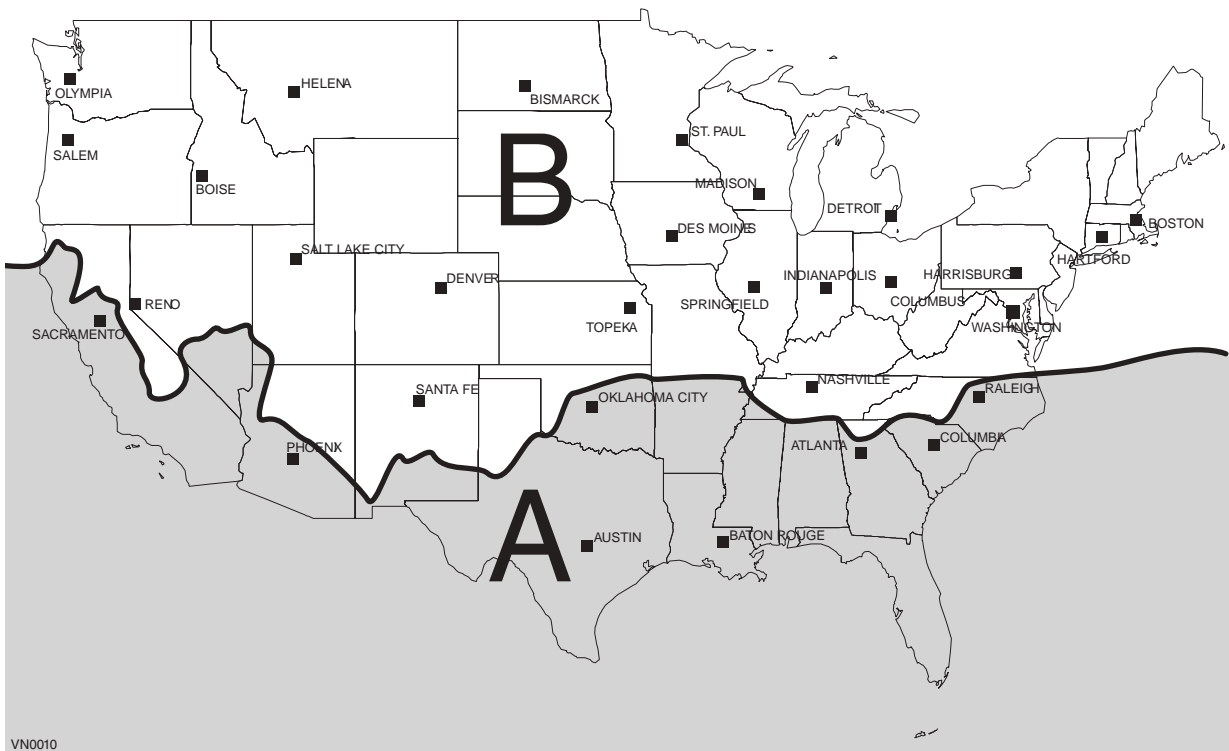 HELENA
OLYMPIA
BISMARCK
ST. PAUL
SALEM
B
MADISON
BOISE
DETROIT
BOSTON
DES MOINES
SALT LAKE CITY
HARTFORD
DENVER
INDIANAPOLIS
HARRISBURG
RENO
SPRINGFIELD
COLUMBUS
TOPEKA
WASHINGTON
SACRAMENTO
NASHVILLE
SANTA FE
RALEIGH
OKLAHOMA CITY
COLUMBIA
PHOENIX
ATLANTA
A
AUSTIN
BATON ROUGE
VN0010